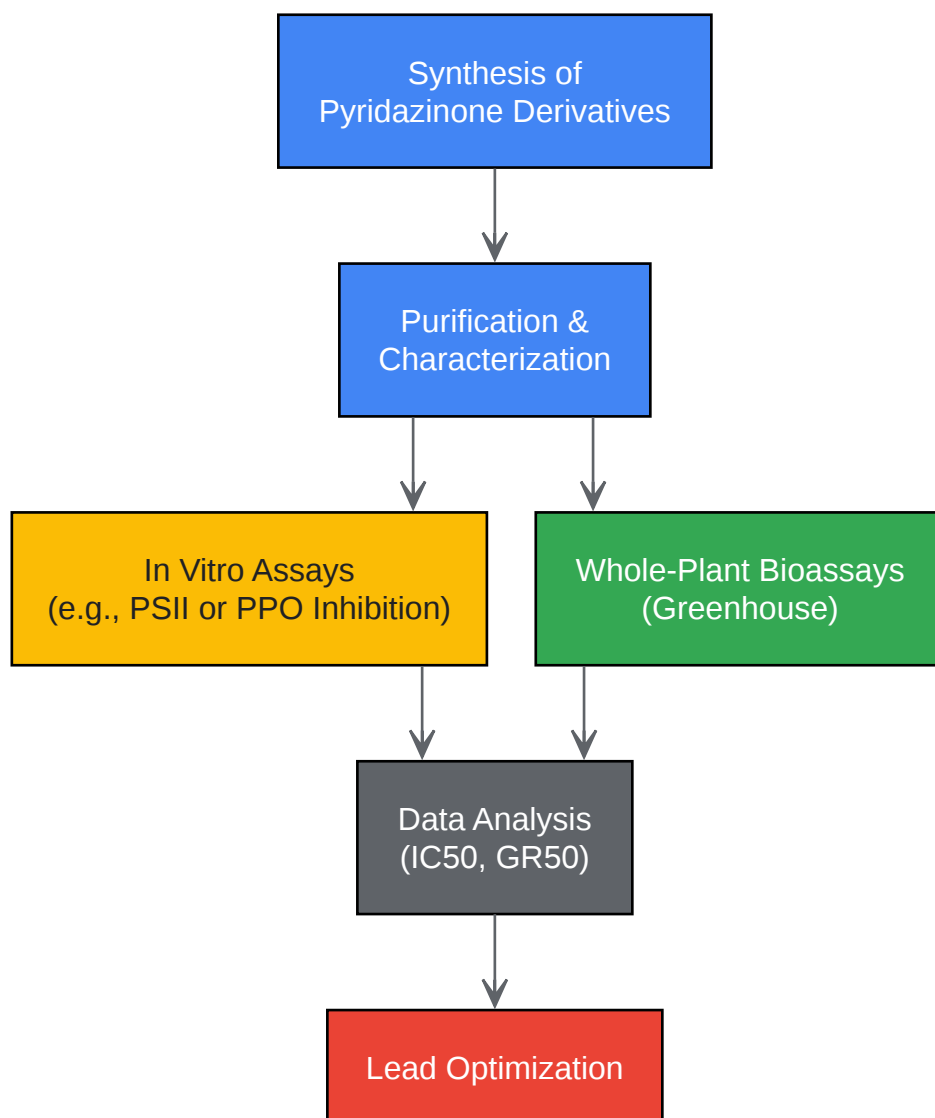 Synthesis of
Pyridazinone Derivatives
Purification &
Characterization
In Vitro Assays
(e.g., PSII or PPO Inhibition)
Whole-Plant Bioassays
(Greenhouse)
Data Analysis
(IC50, GR50)
Lead Optimization